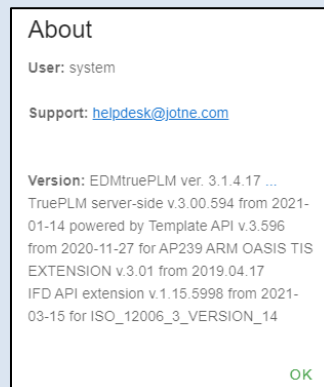 About
User: system
Support: helpdesk@jotne.com
Version: EDMtruePLM ver. 3.1.4.17 ...
TruePLM server-side v.3.00.594 from 2021-
01-14 powered by Template API v.3.596
from 2020-11-27 for AP239 ARM OASIS TIS
EXTENSION v.3.01 from 2019.04.17
IFD API extension v.1.15.5998 from 2021-
03-15 for ISO_12006_3_VERSION_14
OK